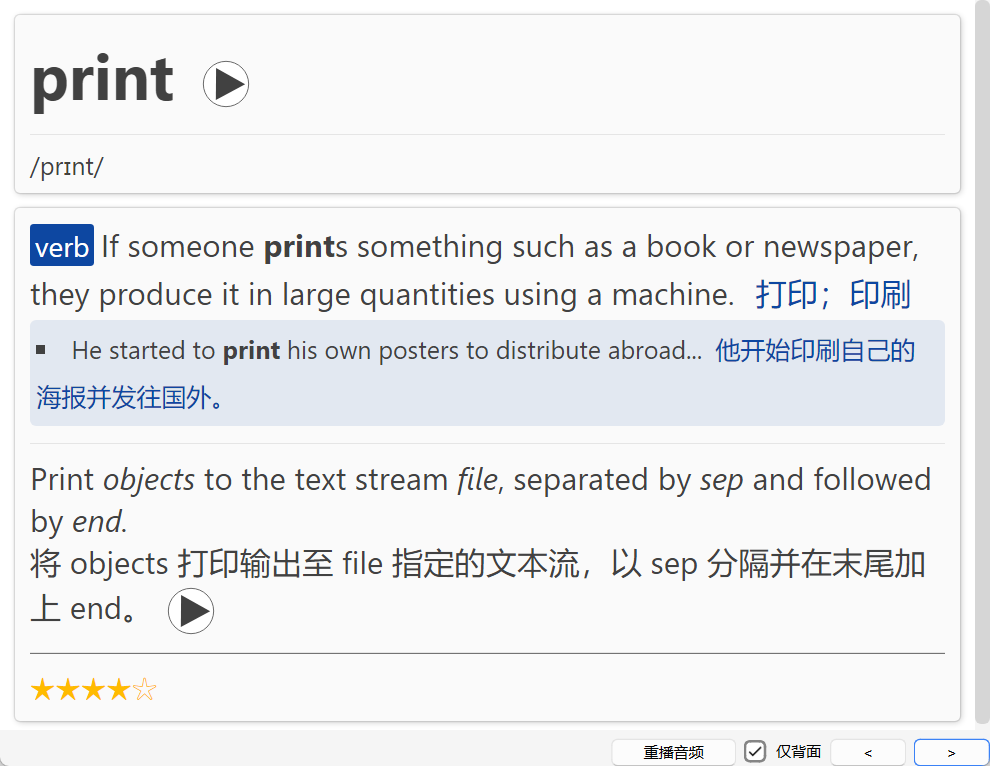 print
/prɪnt/
verb If someone prints something such as a book or newspaper,
they produce it in large quantities using a machine. 打印；印刷
▪ He started to print his own posters to distribute abroad... 他开始印刷自己的
海报并发往国外。
Print objects to the text stream file, separated by sep and followed
by end.
将 objects 打印输出至 file 指定的文本流，以 sep 分隔并在末尾加
上 end。
★★★★☆
重播音频 仅背面 < >